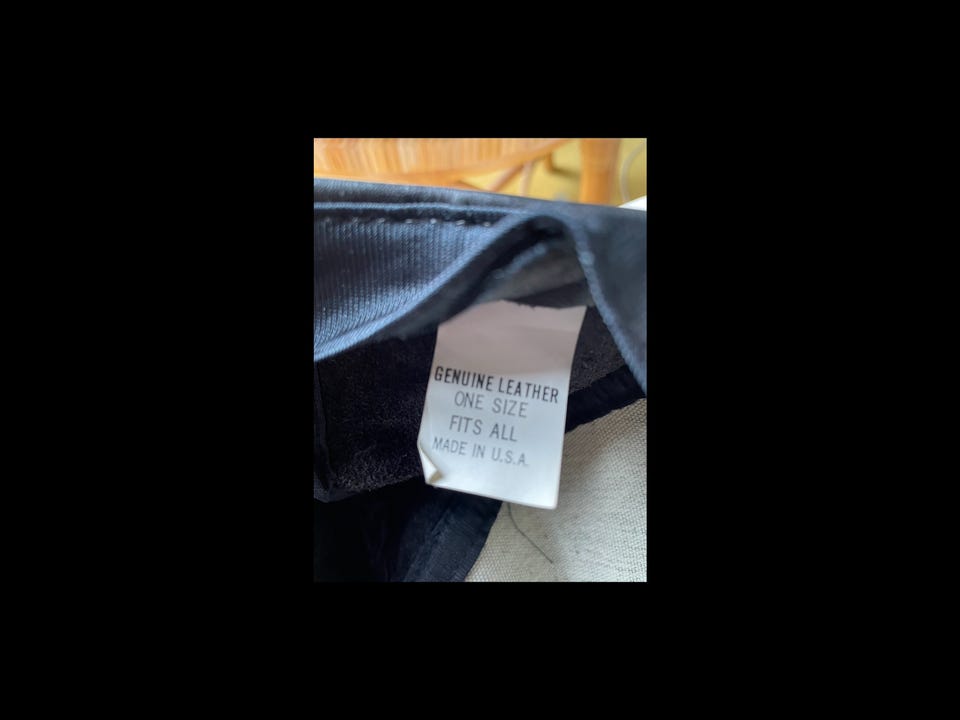 GENUINE LEATHER
ONE SIZE
FITS ALL
MADE IN U.S.A.